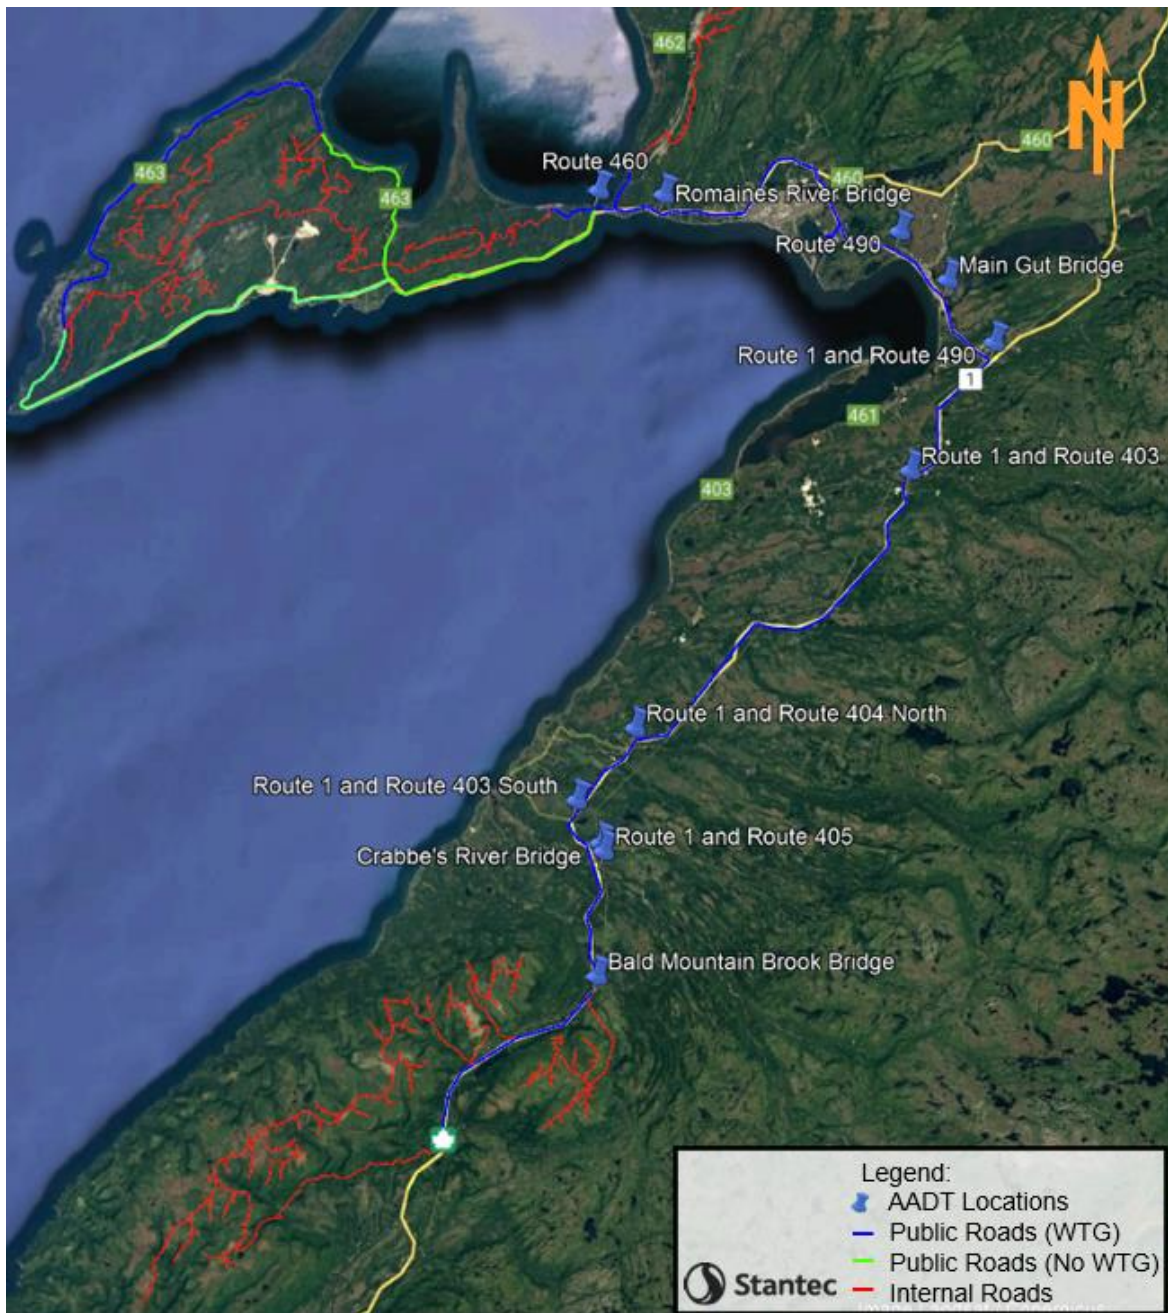 462
N
460
463
Route 460
460
Romaines River Bridge
463
Route 490
Main Gut Bridge
Route 1 and Route 490
1
461
Route 1 and Route 403
403
Route 1 and Route 404 North
Route 1 and Route 403 South
Route 1 and Route 405
Crabbe's River Bridge
Bald Mountain Brook Bridge
Legend:
AADT Locations
Public Roads (WTG)
Public Roads (No WTG)
Internal Roads
Stantec